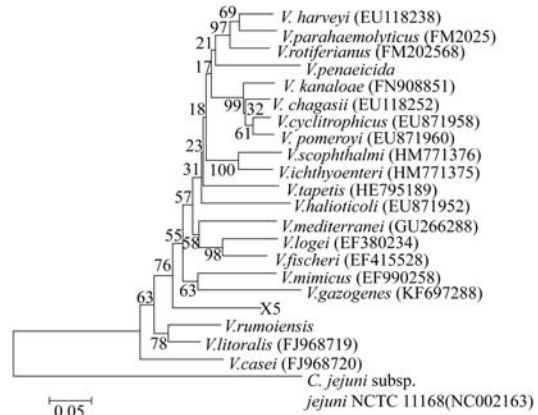 69
V. harveyi (EU118238)
97
V.parahaemolyticus (FM2025)
21
V.rotiferianus (FM202568)
17
V.penaeicida
V. kanaloae (FN908851)
99
32
V. chagasii (EU118252)
18
V.cyclitrophicus (EU871958)
61
V. pomeroyi (EU871960)
23
V.scophthalmi (HM771376)
100
V.ichthyoenteri (HM771375)
31
V.tapetis (HE795189)
V.halioticoli (EU871952)
57
V.mediterranei (GU266288)
55
58
V.logei (EF380234)
98
V.fischeri (EF415528)
76
V.mimicus (EF990258)
63
V.gazogenes (KF697288)
X5
63
V.rumoiensis
78
V.litoralis (FJ968719)
V.casei (FJ968720)
C. jejuni subsp.
jejuni NCTC 11168(NC002163)
0.05